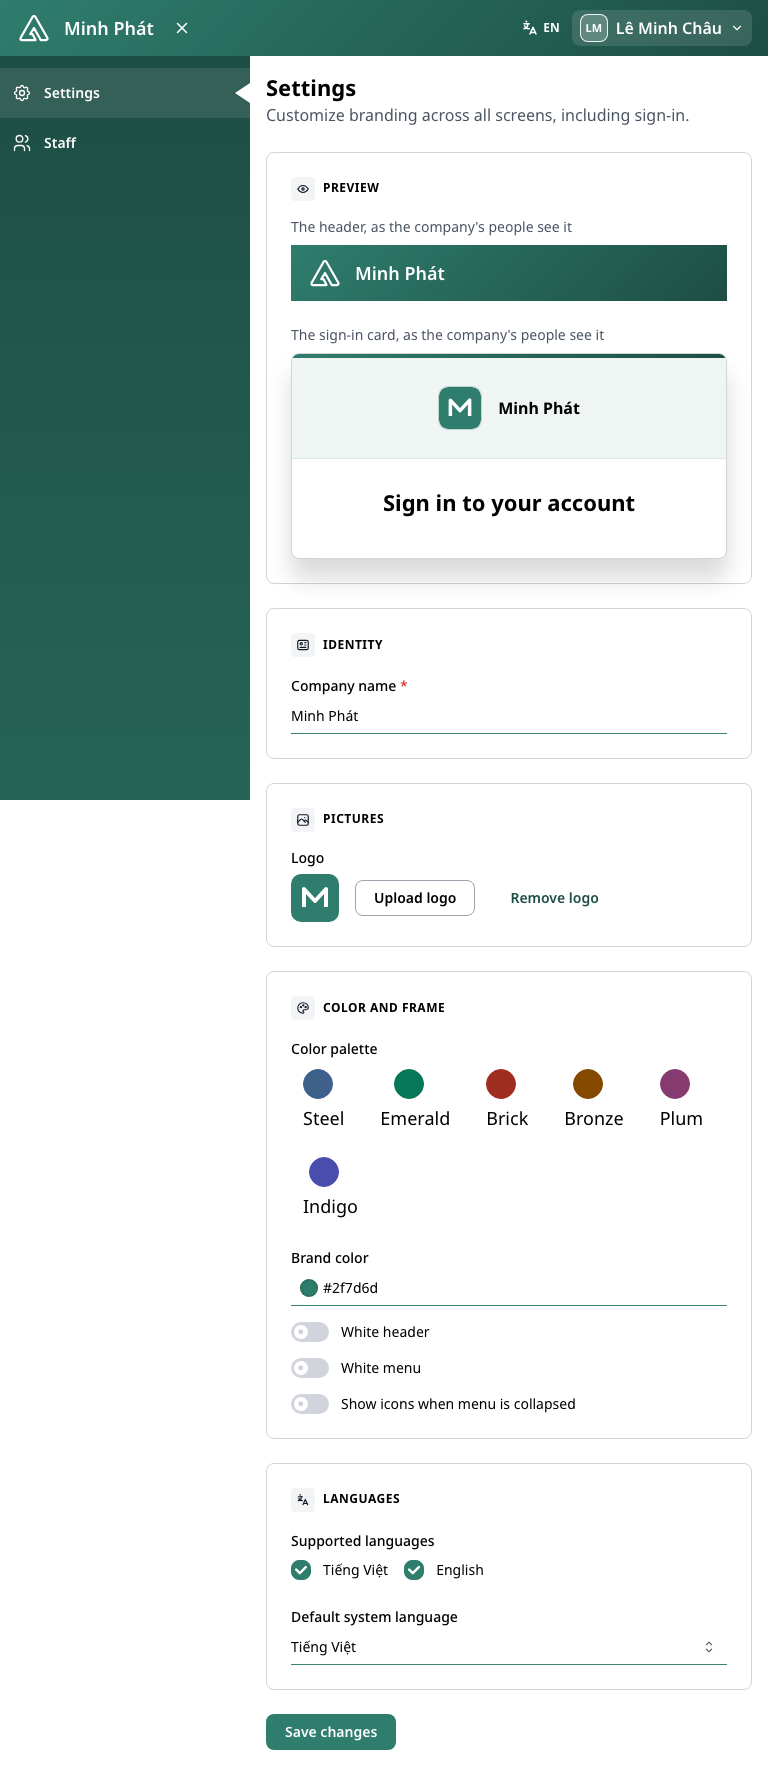 Minh Phát
EN
LM
Lê Minh Châu
Settings
Staff
Settings
Customize branding across all screens, including sign-in.
PREVIEW
The header, as the company's people see it
Minh Phát
The sign-in card, as the company's people see it
Minh Phát
Sign in to your account
IDENTITY
Company name *
Minh Phát
PICTURES
Logo
Upload logo
Remove logo
COLOR AND FRAME
Color palette
Steel
Emerald
Brick
Bronze
Plum
Indigo
Brand color
#2f7d6d
White header
White menu
Show icons when menu is collapsed
LANGUAGES
Supported languages
Tiếng Việt
English
Default system language
Tiếng Việt
Save changes